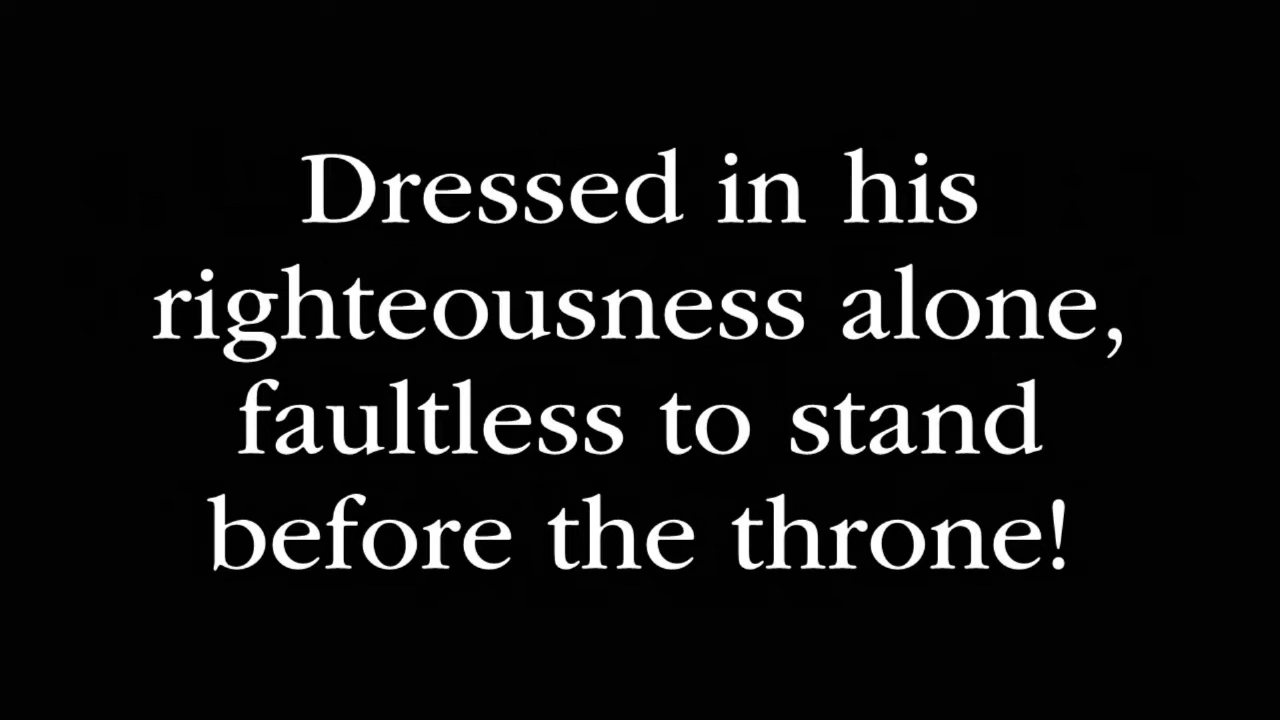 Dressed in his
righteousness alone,
faultless to stand
before the throne!